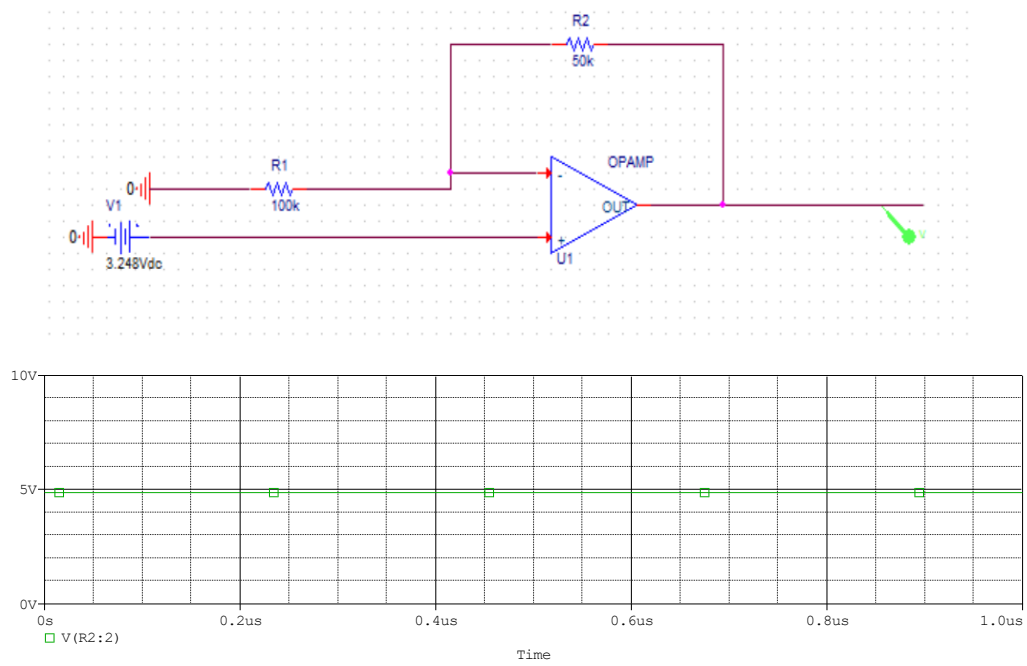 R2
50k
R1
100k
OPAMP
0
V1
-
OUT
0
+
U1
3.248Vdc
V
10V
5V
0V
0s
0.2us
0.4us
0.6us
0.8us
1.0us
V(R2:2)
Time